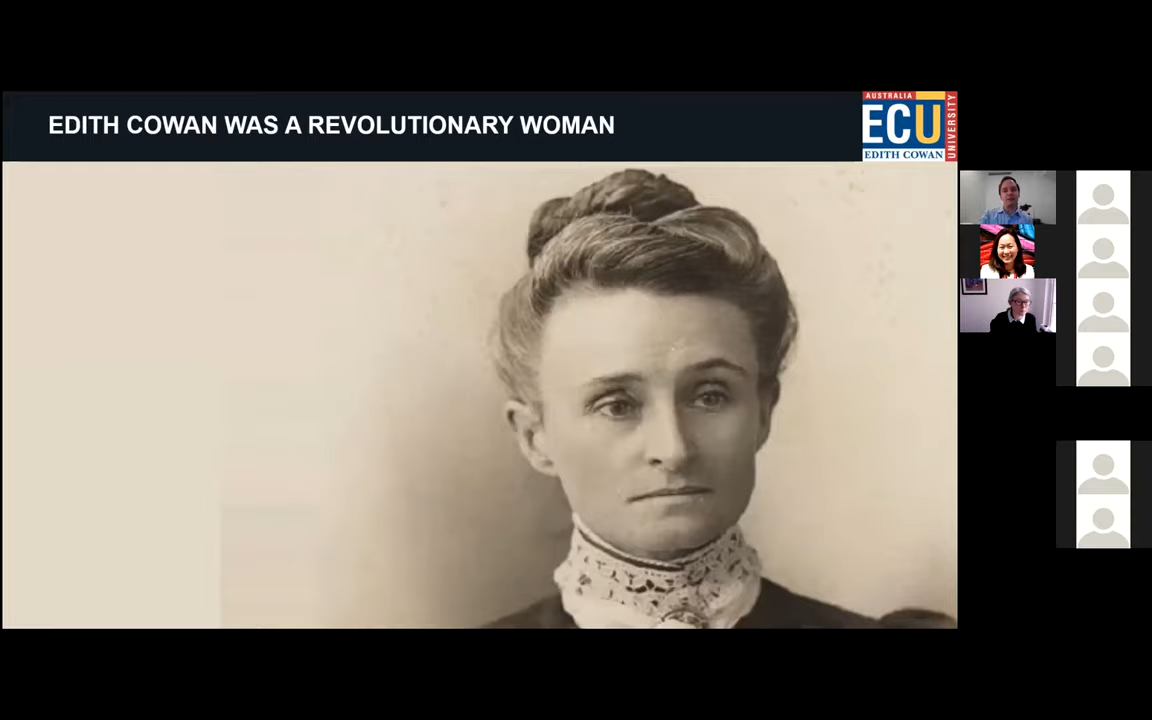 EDITH COWAN WAS A REVOLUTIONARY WOMAN
AUSTRALIA
ECU
EDITH COWAN
UNIVERSITY